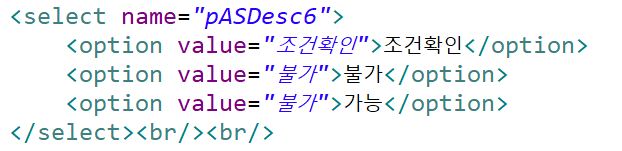 <select name="pASDesc6">
    <option value="조건확인">조건확인</option>
    <option value="불가">불가</option>
    <option value="불가">가능</option>
</select><br/><br/>